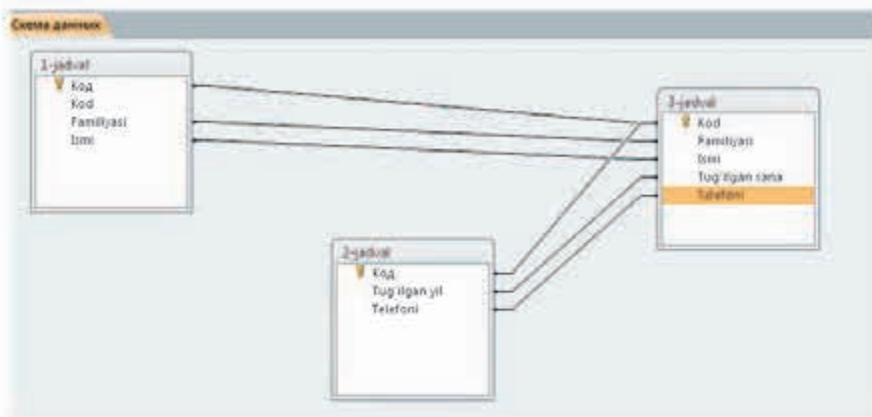 Схема данных
1-jadval
Код
Kod
Familiyasi
Ismi
3-jadval
Kod
Familiyasi
Ismi
Tug'ilgan sana
Telefoni
2-jadval
Код
Tug'ilgan yil
Telefoni